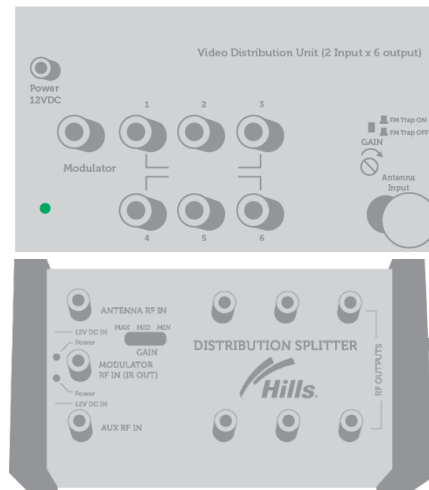 Video Distribution Unit (2 Input x 6 output)
Power
12VDC
1 2 3
FM Trap ON
FM Trap OFF
GAIN
Modulator
Antenna
Input
4 5 6
ANTENNA RF IN
12V DC IN
MAX MID MIN
Power
GAIN
DISTRIBUTION SPLITTER
MODULATOR
RF IN (IR OUT)
Hills
RF OUTPUTS
Power
12V DC IN
AUX RF IN